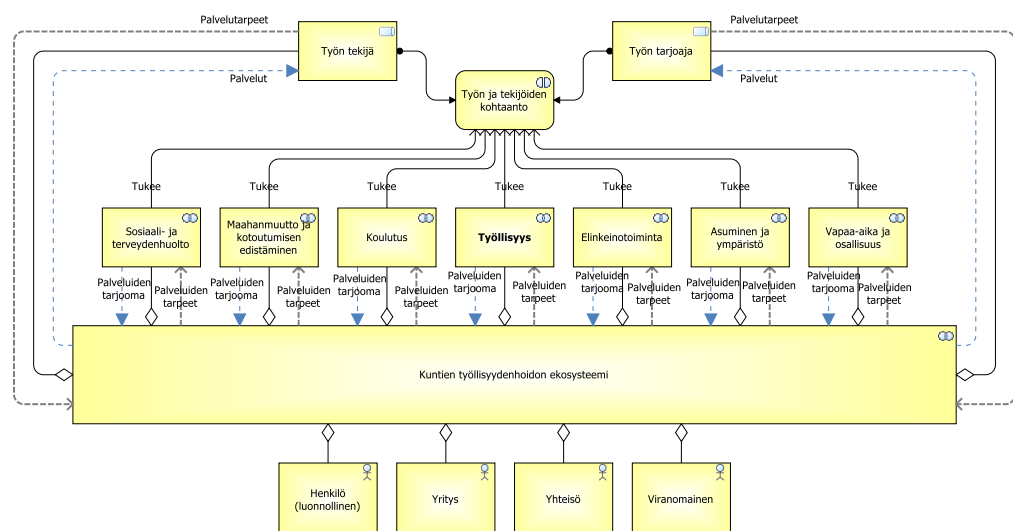 Palvelutarpeet
Palvelutarpeet
Työn tekijä
Työn tarjoaja
Palvelut
Palvelut
Työn ja tekijöiden
kohtaanto
Tukee
Tukee
Tukee
Tukee
Tukee
Tukee
Tukee
Sosiaali- ja
terveydenhuolto
Maahanmuutto ja
kotoutumisen
edistäminen
Koulutus
Työllisyys
Elinkeinotoiminta
Asuminen ja
ympäristö
Vapaa-aika ja
osallisuus
Palveluiden
tarjooma
Palveluiden
tarpeet
Palveluiden
tarjooma
Palveluiden
tarpeet
Palveluiden
tarjooma
Palveluiden
tarpeet
Palveluiden
tarjooma
Palveluiden
tarpeet
Palveluiden
tarjooma
Palveluiden
tarpeet
Palveluiden
tarjooma
Palveluiden
tarpeet
Palveluiden
tarjooma
Palveluiden
tarpeet
Kuntien työllisyydenhoidon ekosysteemi
Henkilö
(luonnollinen)
Yritys
Yhteisö
Viranomainen